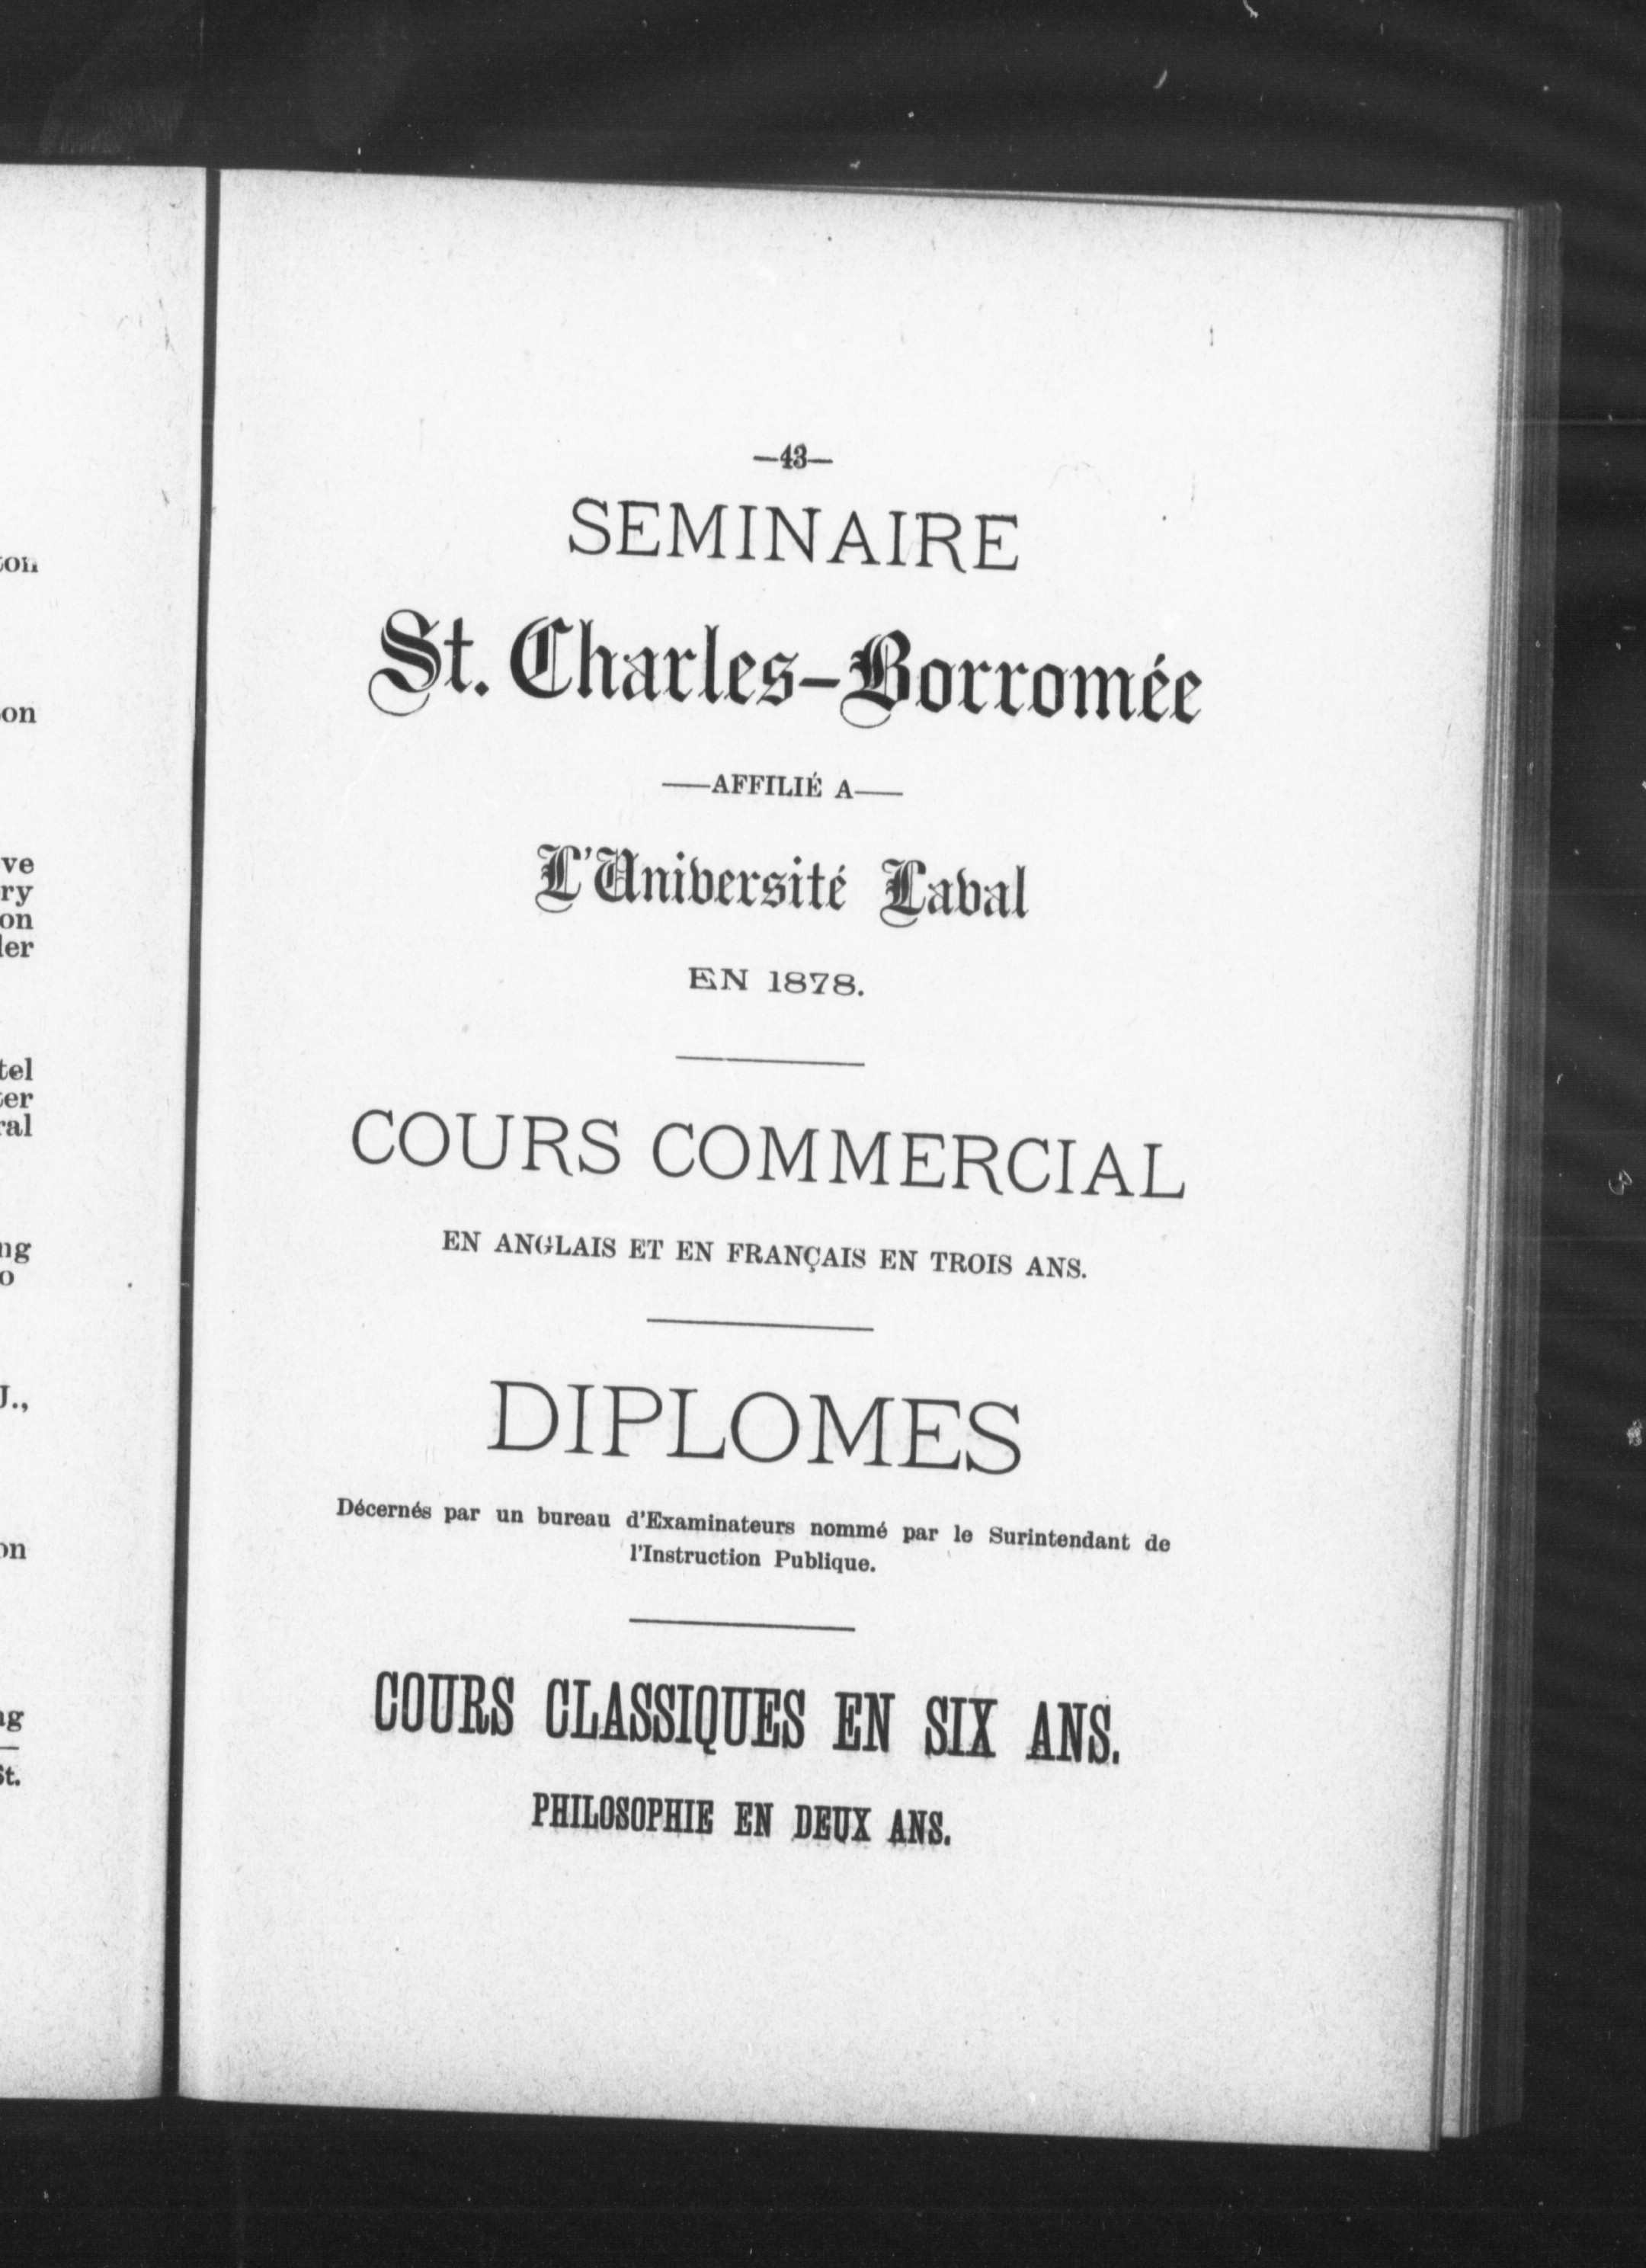 —43—
SEMINAIRE
St. Charles-Borromée
—AFFILIÉ A—
L'Université Laval
EN 1878.
COURS COMMERCIAL
EN ANGLAIS ET EN FRANÇAIS EN TROIS ANS.
DIPLOMES
Décernés par un bureau d'Examinateurs nommé par le Surintendant de
l'Instruction Publique.
COURS CLASSIQUES EN SIX ANS.
PHILOSOPHIE EN DEUX ANS.